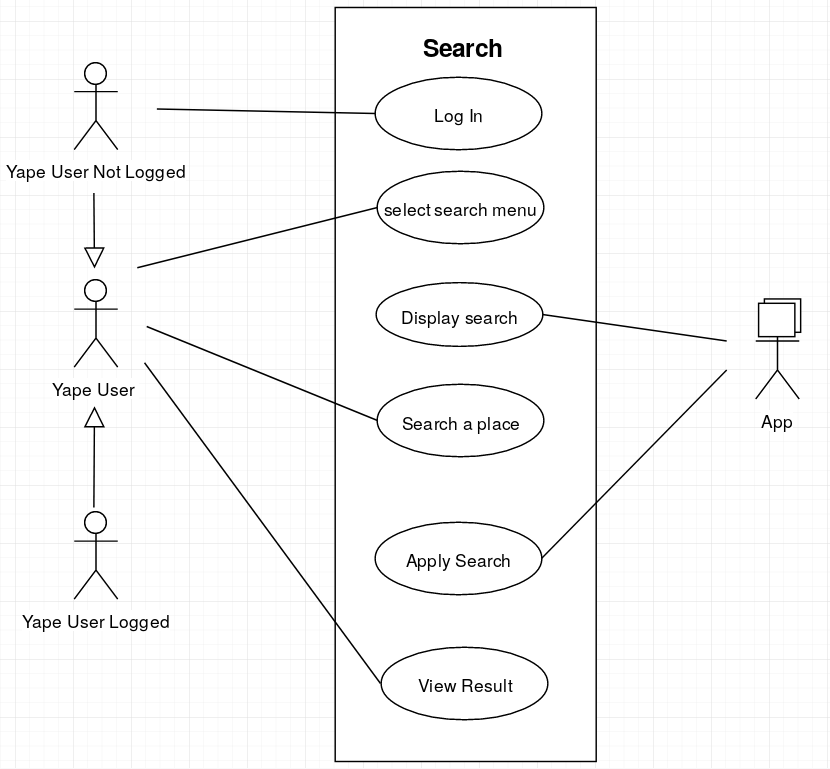 Search
Log In
Yape User Not Logged
select search menu
Display search
Yape User
Search a place
App
Apply Search
Yape User Logged
View Result